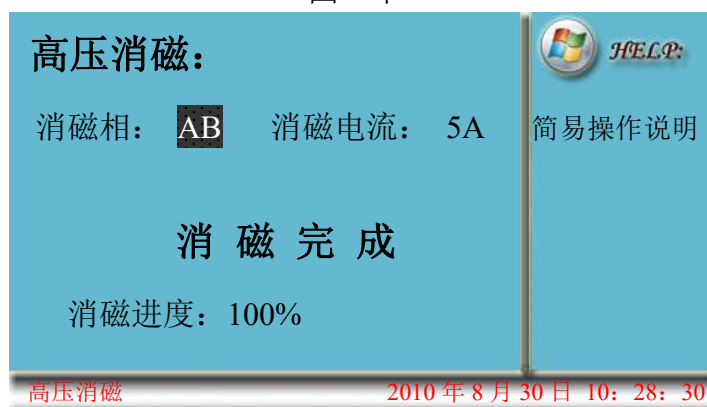 高压消磁：
HELP:
消磁相： AB 消磁电流： 5A
简易操作说明
消 磁 完 成
消磁进度：100%
高压消磁 2010 年 8 月 30 日 10：28：30